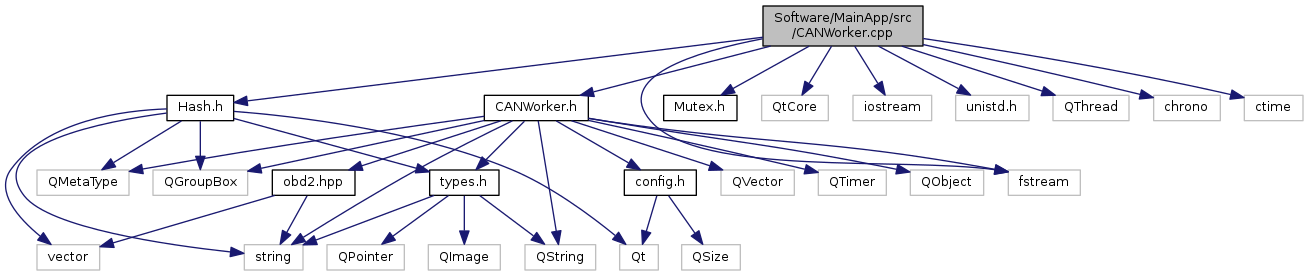 Software/MainApp/src
/CANWorker.cpp
Hash.h
CANWorker.h
Mutex.h
QtCore
iostream
unistd.h
QThread
chrono
ctime
QMetaType
QGroupBox
obd2.hpp
types.h
config.h
QVector
QTimer
QObject
fstream
vector
string
QPointer
QImage
QString
Qt
QSize